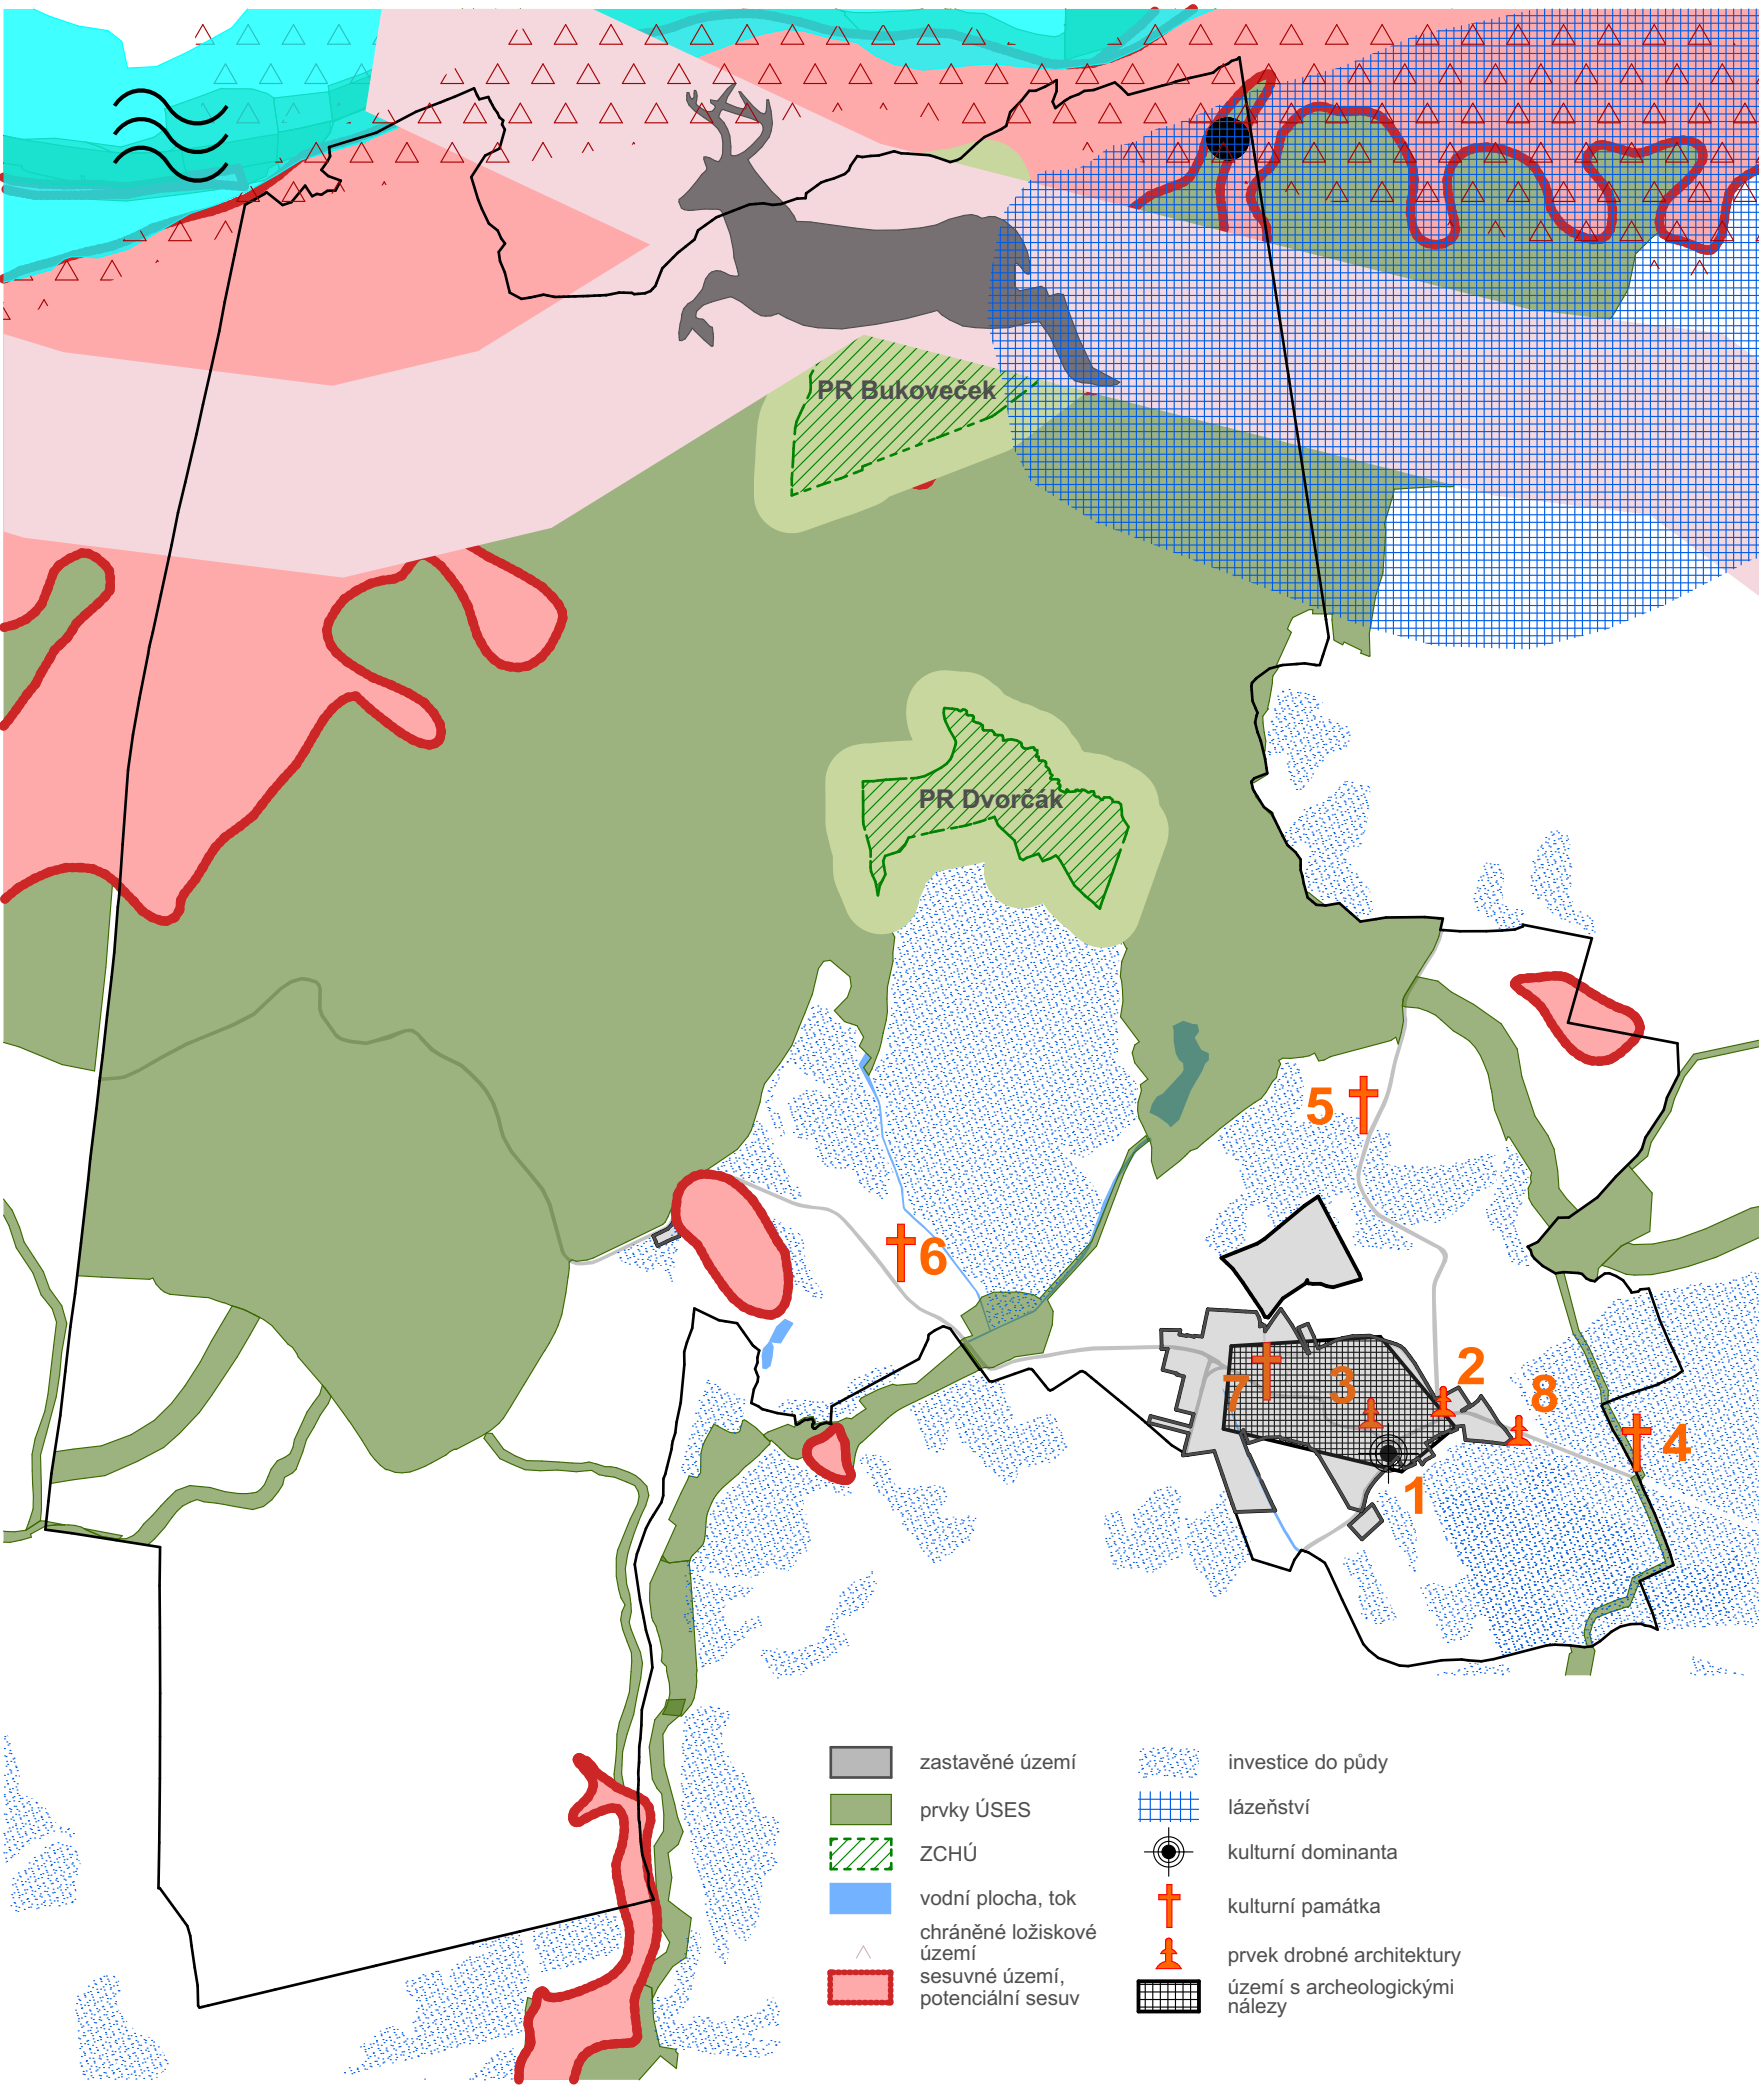 PR Bukoveček
PR Dvorčák
5
6
2
3
7
8
4
1
zastavěné území
prvky ÚSES
ZCHÚ
vodní plocha, tok
chráněné ložiskové
území
sesuvné území,
potenciální sesuv
investice do půdy
lázeňství
kulturní dominanta
kulturní památka
prvek drobné architektury
území s archeologickými
nálezy